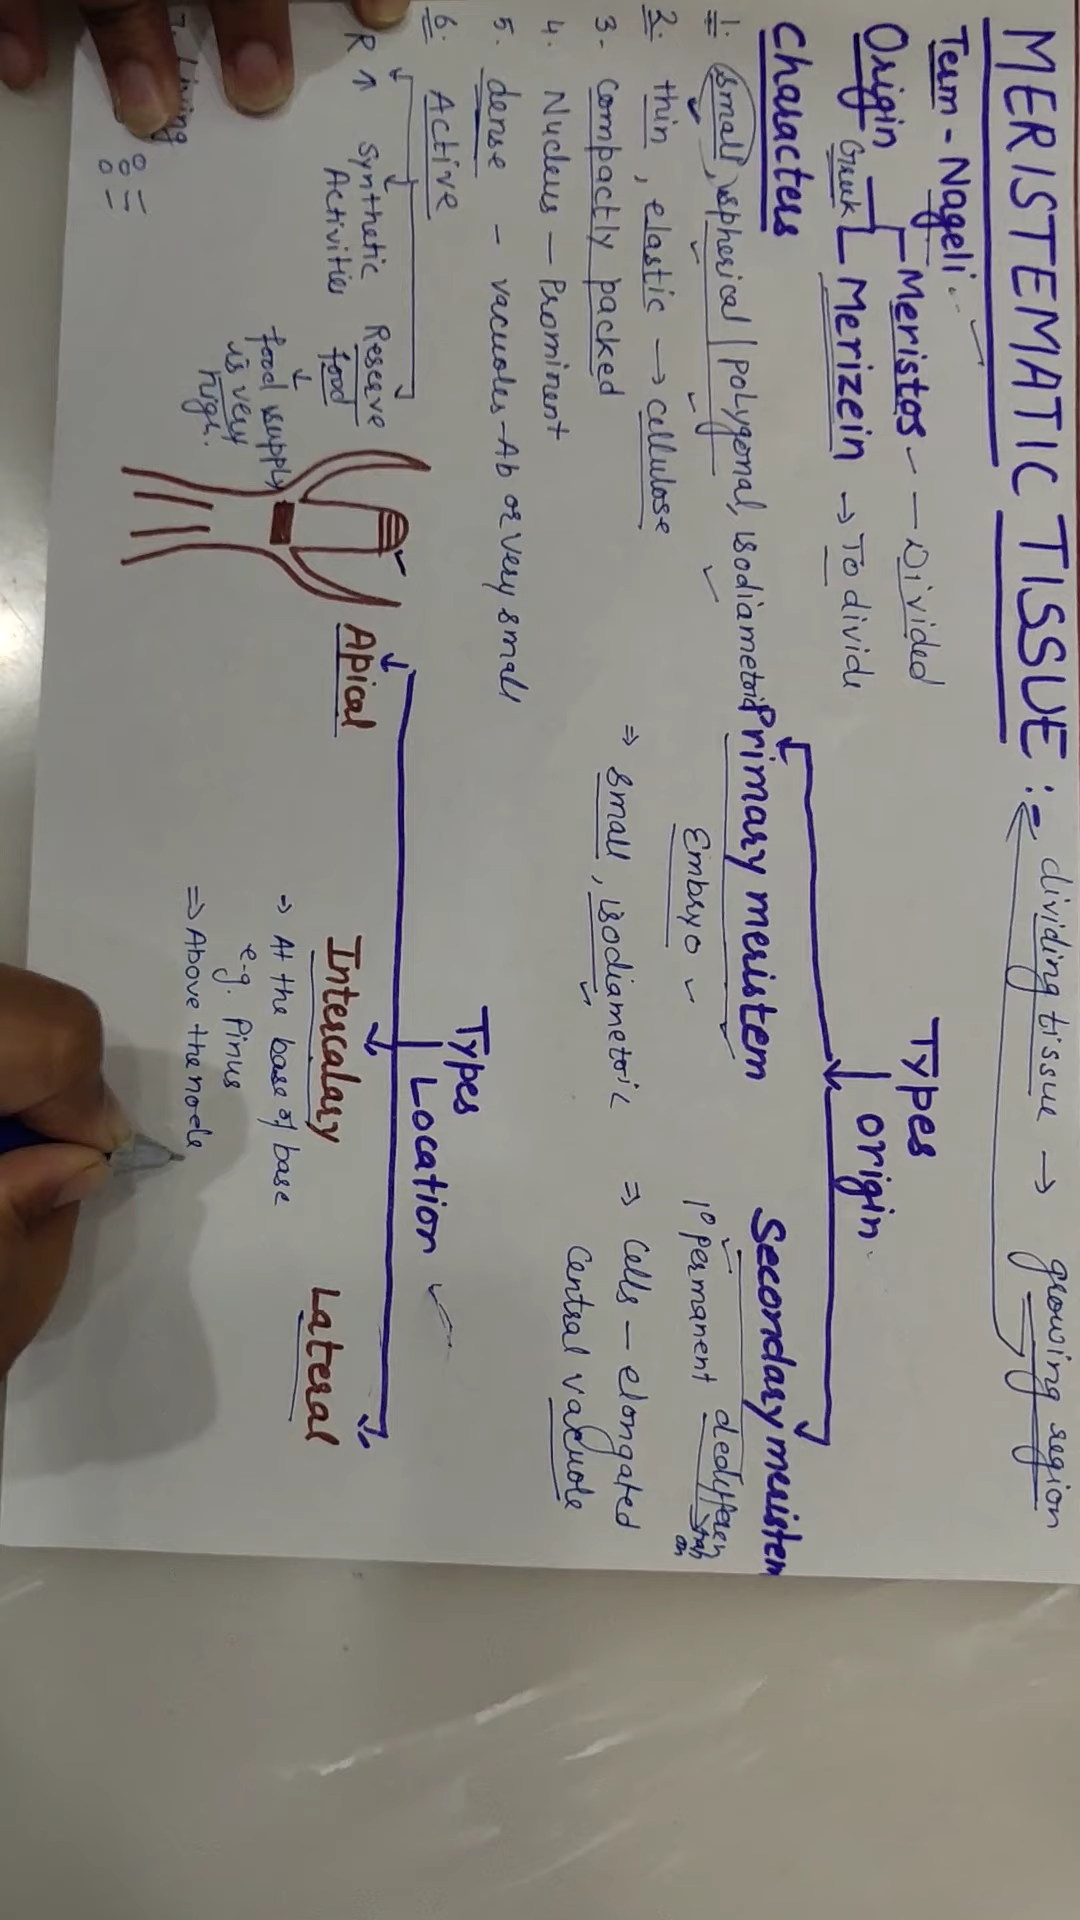 MERISTEMATIC TISSUE :- dividing tissue → growing region
Term - Nageli
Origin Meristos - - Divided
Greek Merizein → To divide
Characters
1. small, spherical / polygonal, isodiametric
2. thin, elastic → cellulose
3- compactly packed
4. Nucleus - Prominent
5. dense - vacuoles - Ab or very small
6. Active
R ↑ Synthetic Activities Reserve food
↓
food supply is very high.
7. Living
Types
Origin
Primary meristem
Embryo
⇒ small, isodiametric
Secondary meristem
1° permanent
⇒ Cells - elongated
Central vacuole
Types
Location
Apical
Intercalary
→ At the base of base
e.g. Pinus
⇒ Above the node
Lateral